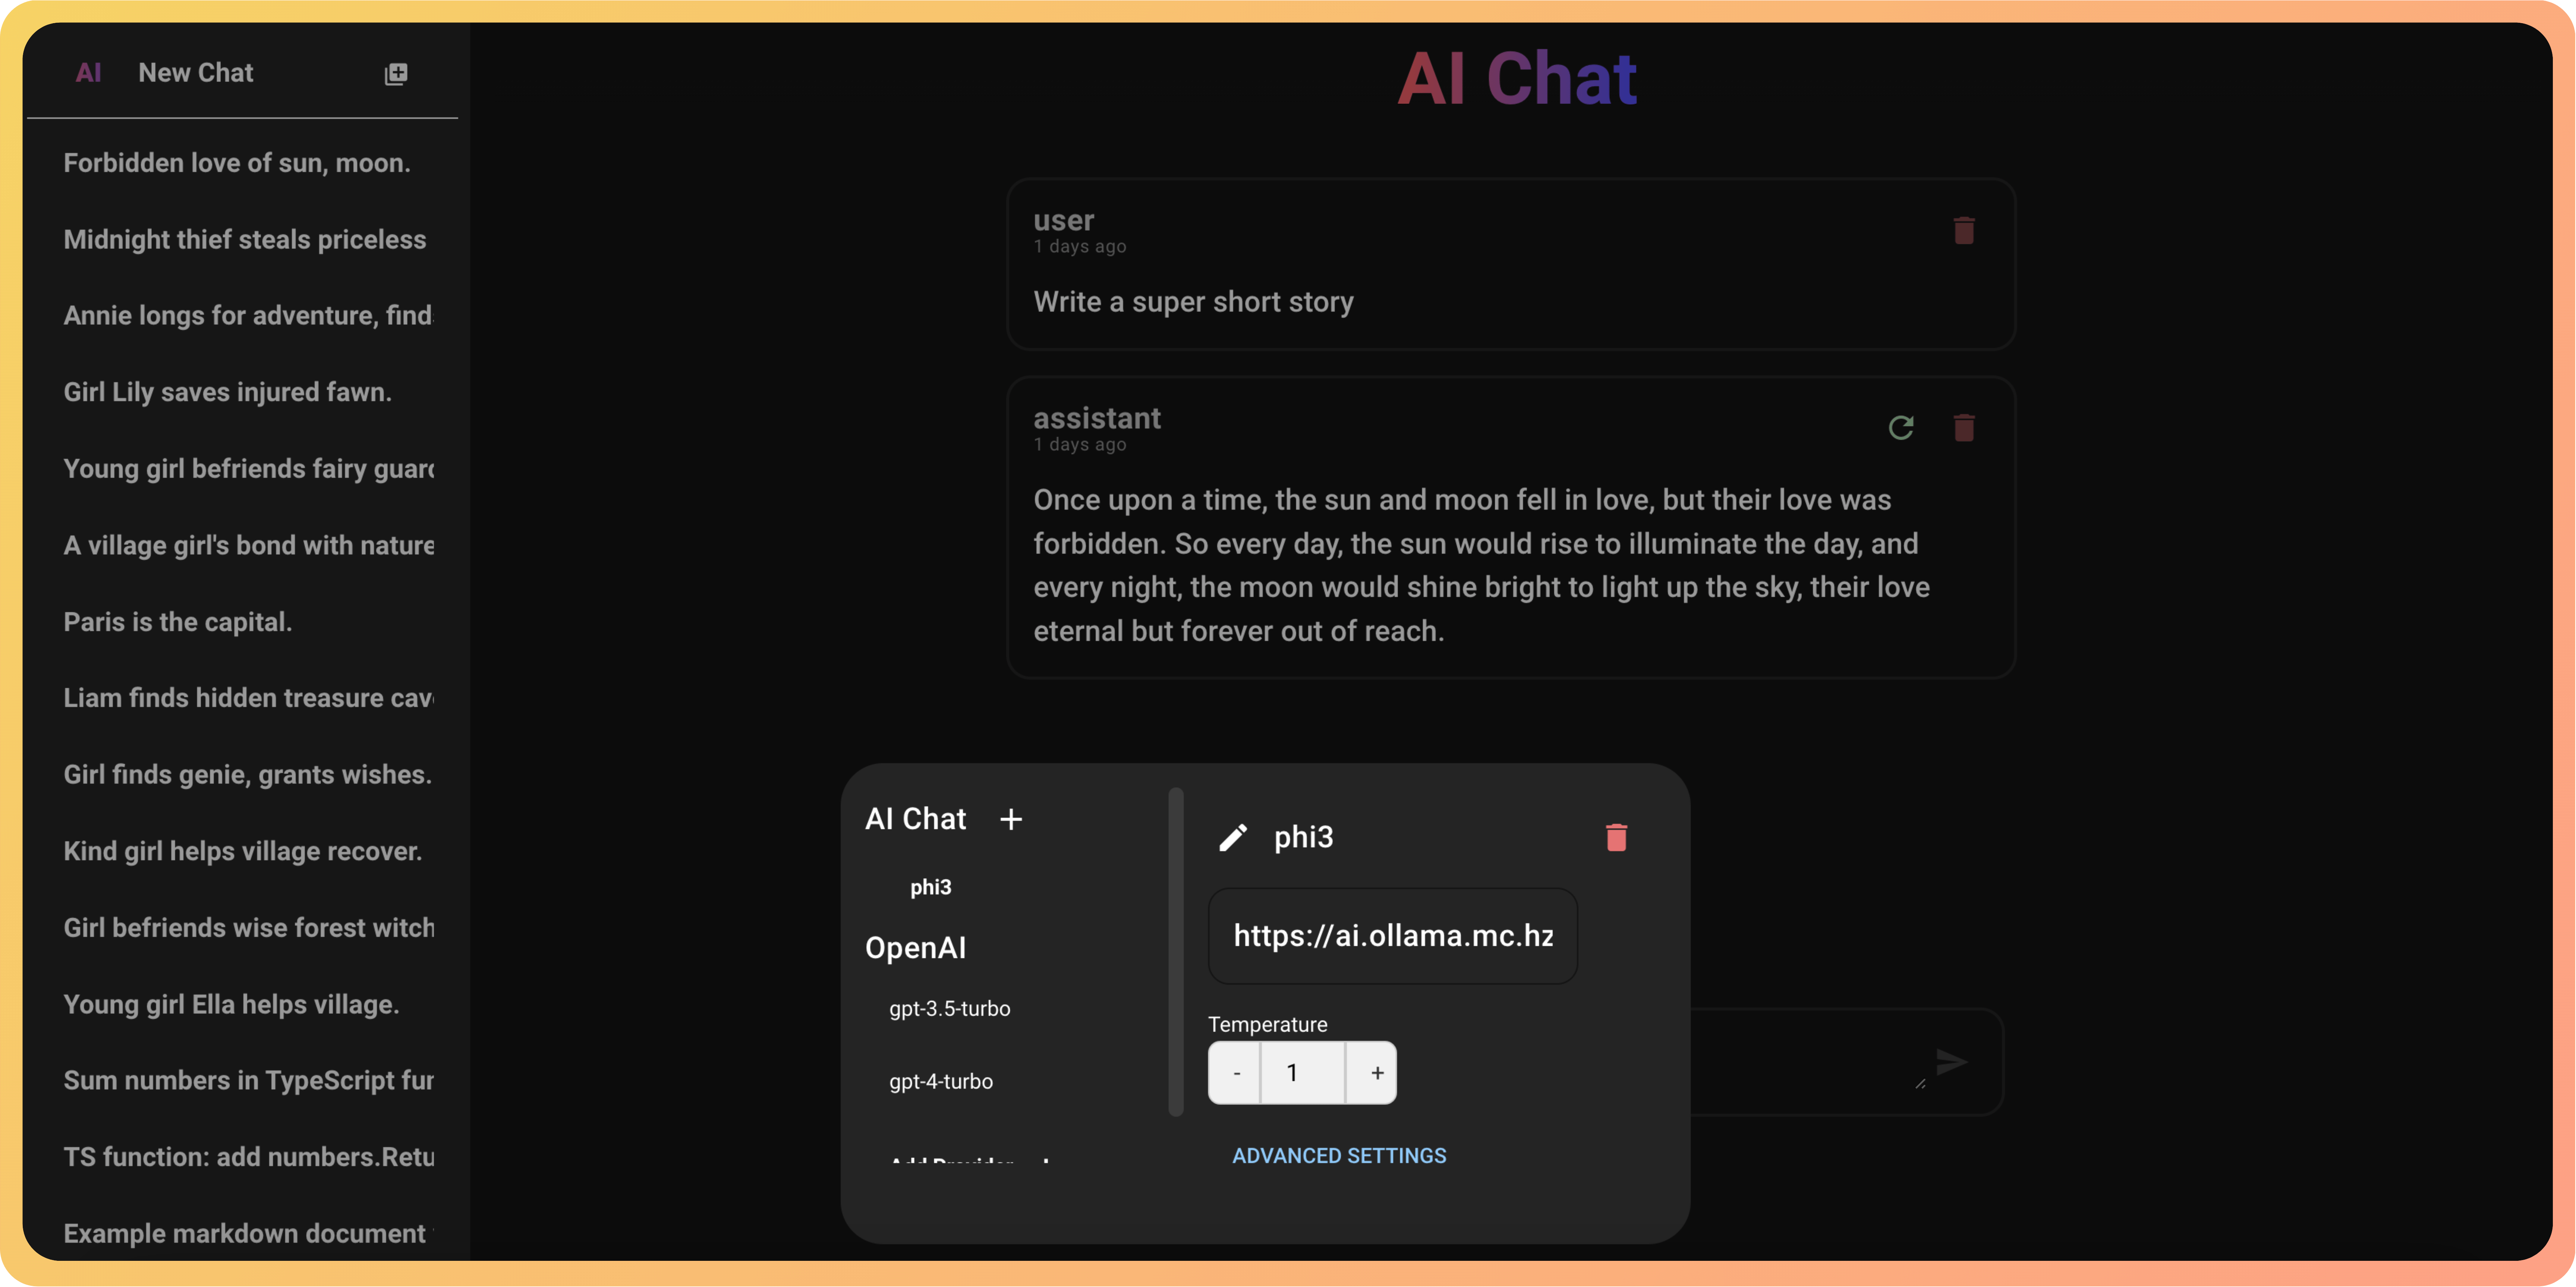 AI New Chat
Forbidden love of sun, moon.
Midnight thief steals priceless
Annie longs for adventure, find
Girl Lily saves injured fawn.
Young girl befriends fairy
A village girl's bond with nature
Paris is the capital.
Liam finds hidden treasure
Girl finds genie, grants wishes.
Kind girl helps village recover.
Girl befriends wise forest witch
Young girl Ella helps village.
Sum numbers in TypeScript
TS function: add numbers.Retu
Example markdown document
AI Chat
user
1 days ago
Write a super short story
assistant
1 days ago
Once upon a time, the sun and moon fell in love, but their love was
forbidden. So every day, the sun would rise to illuminate the day, and
every night, the moon would shine bright to light up the sky, their love
eternal but forever out of reach.
AI Chat +
phi3
OpenAI
gpt-3.5-turbo
gpt-4-turbo
Add Provider +
phi3
https://ai.ollama.mc.hz
Temperature
- 1 +
ADVANCED SETTINGS